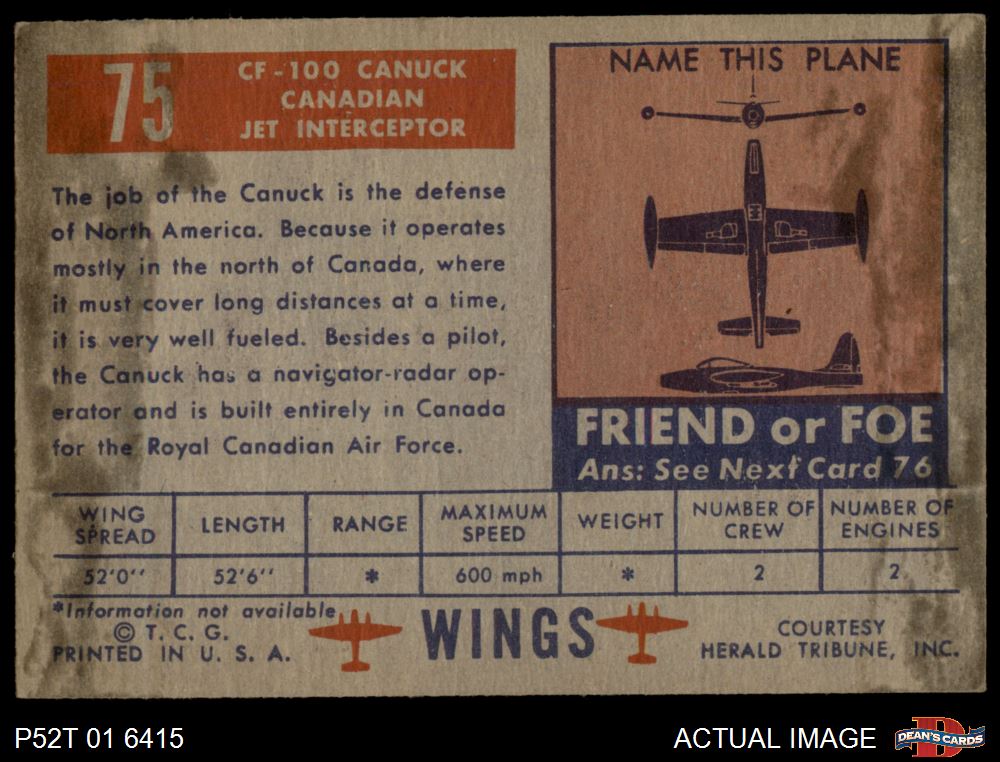 75
CF-100 CANUCK
CANADIAN
JET INTERCEPTOR
The job of the Canuck is the defense
of North America. Because it operates
mostly in the north of Canada, where
it must cover long distances at a time,
it is very well fueled. Besides a pilot,
the Canuck has a navigator-radar op-
erator and is built entirely in Canada
for the Royal Canadian Air Force.
NAME THIS PLANE
FRIEND or FOE
Ans: See Next Card 76
WING SPREAD LENGTH RANGE MAXIMUM SPEED WEIGHT NUMBER OF CREW NUMBER OF ENGINES
52'0'' 52'6'' * 600 mph * 2 2
*Information not available
© T. C. G.
PRINTED IN U. S. A.
WINGS
COURTESY
HERALD TRIBUNE, INC.
P52T 01 6415
ACTUAL IMAGE
D
DEAN'S CARDS